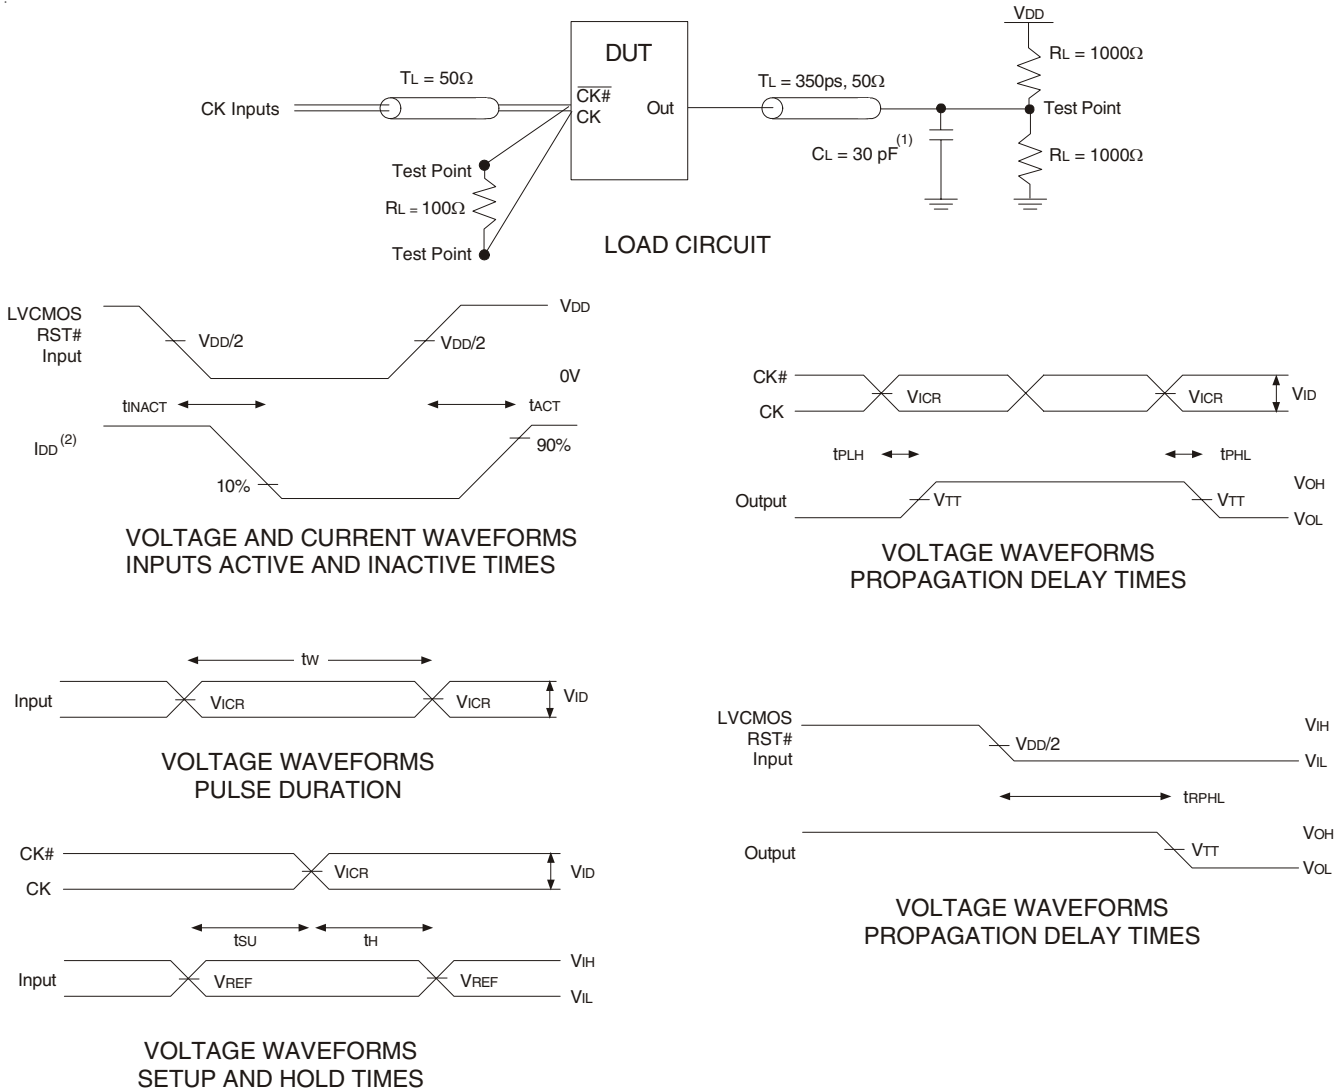 VDD
DUT
RL = 1000Ω
TL = 50Ω
TL = 350ps, 50Ω
CK Inputs
CK#
CK
Out
Test Point
CL = 30 pF(1)
RL = 1000Ω
Test Point
RL = 100Ω
Test Point
LOAD CIRCUIT
LVCMOS
RST#
Input
VDD/2
VDD/2
VDD
0V
tINACT
tACT
IDD(2)
10%
90%
VOLTAGE AND CURRENT WAVEFORMS
INPUTS ACTIVE AND INACTIVE TIMES
CK#
CK
VICR
VICR
VID
tPLH
tPHL
Output
VTT
VTT
VOH
VOL
VOLTAGE WAVEFORMS
PROPAGATION DELAY TIMES
tW
Input
VICR
VICR
VID
VOLTAGE WAVEFORMS
PULSE DURATION
LVCMOS
RST#
Input
VDD/2
VIH
VIL
tRPHL
Output
VTT
VOH
VOL
VOLTAGE WAVEFORMS
PROPAGATION DELAY TIMES
CK#
CK
VICR
VID
tSU
tH
Input
VREF
VREF
VIH
VIL
VOLTAGE WAVEFORMS
SETUP AND HOLD TIMES